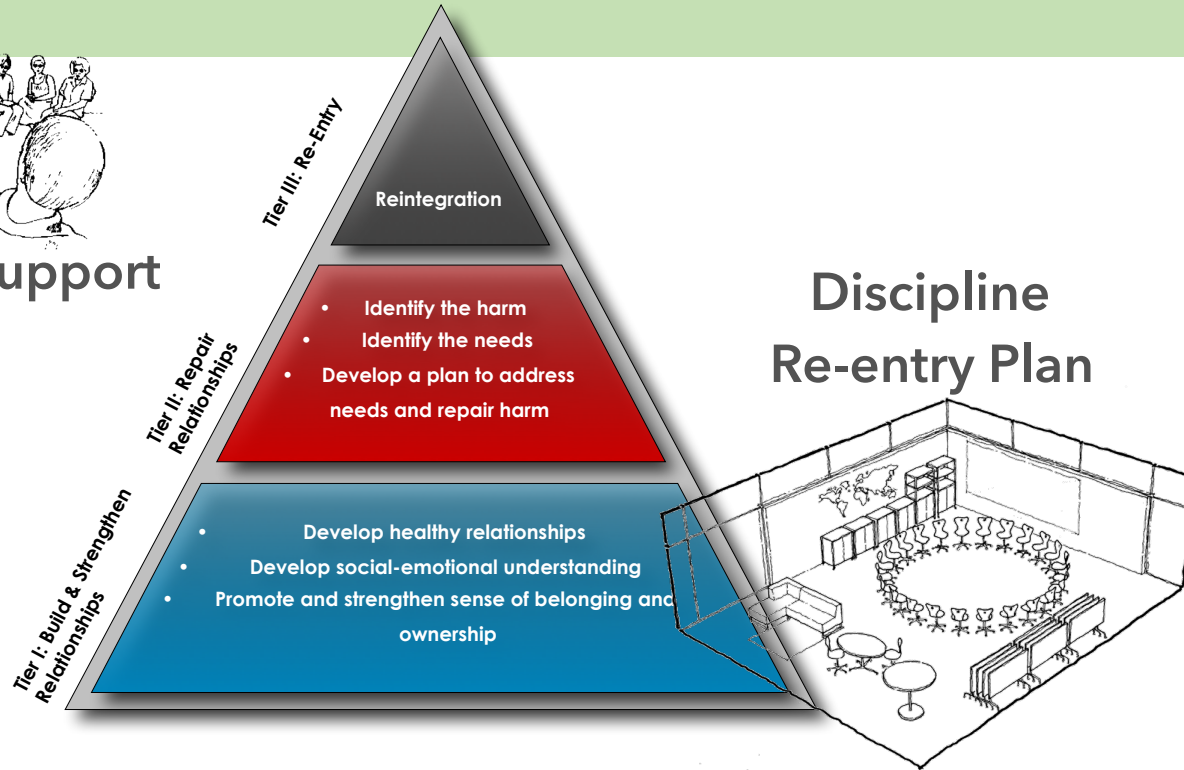 Tier III: Re-Entry
Reintegration
upport
Discipline
Re-entry Plan
Tier II: Repair
Relationships
• Identify the harm
• Identify the needs
• Develop a plan to address
needs and repair harm
Tier I: Build & Strengthen
Relationships
• Develop healthy relationships
• Develop social-emotional understanding
• Promote and strengthen sense of belonging and
ownership